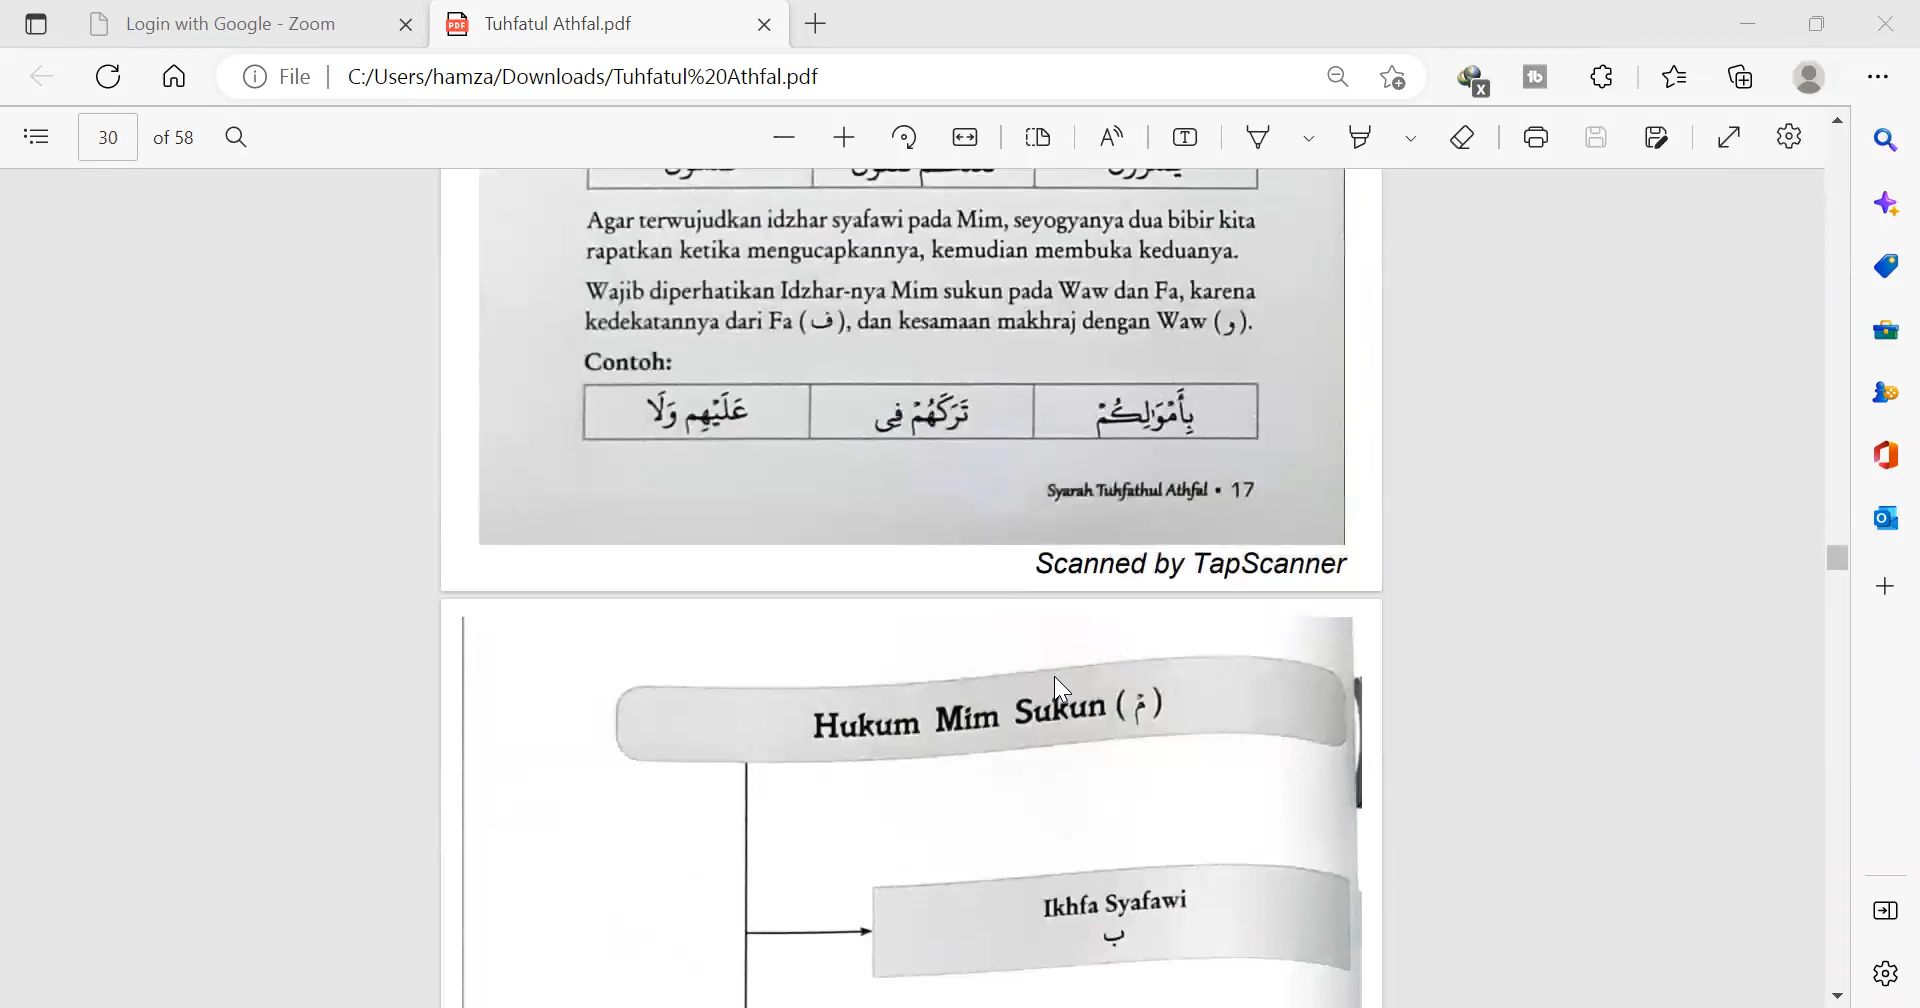 Login with Google - Zoom
Tuhfatul Athfal.pdf
File
C:/Users/hamza/Downloads/Tuhfatul%20Athfal.pdf
30
of 58
Agar terwujudkan idzhar syafawi pada Mim, seyogyanya dua bibir kita
rapatkan ketika mengucapkannya, kemudian membuka keduanya.
Wajib diperhatikan Idzhar-nya Mim sukun pada Waw dan Fa, karena
kedekatannya dari Fa (ف), dan kesamaan makhraj dengan Waw (و).
Contoh:
بِأَمْوَٰلِكُمْ تَرَكَهُمْ فِى عَلَيْهِم وَلَا
Syarah Tuhfathul Athfal • 17
Scanned by TapScanner
Hukum Mim Sukun (مْ)
Ikhfa Syafawi
ب